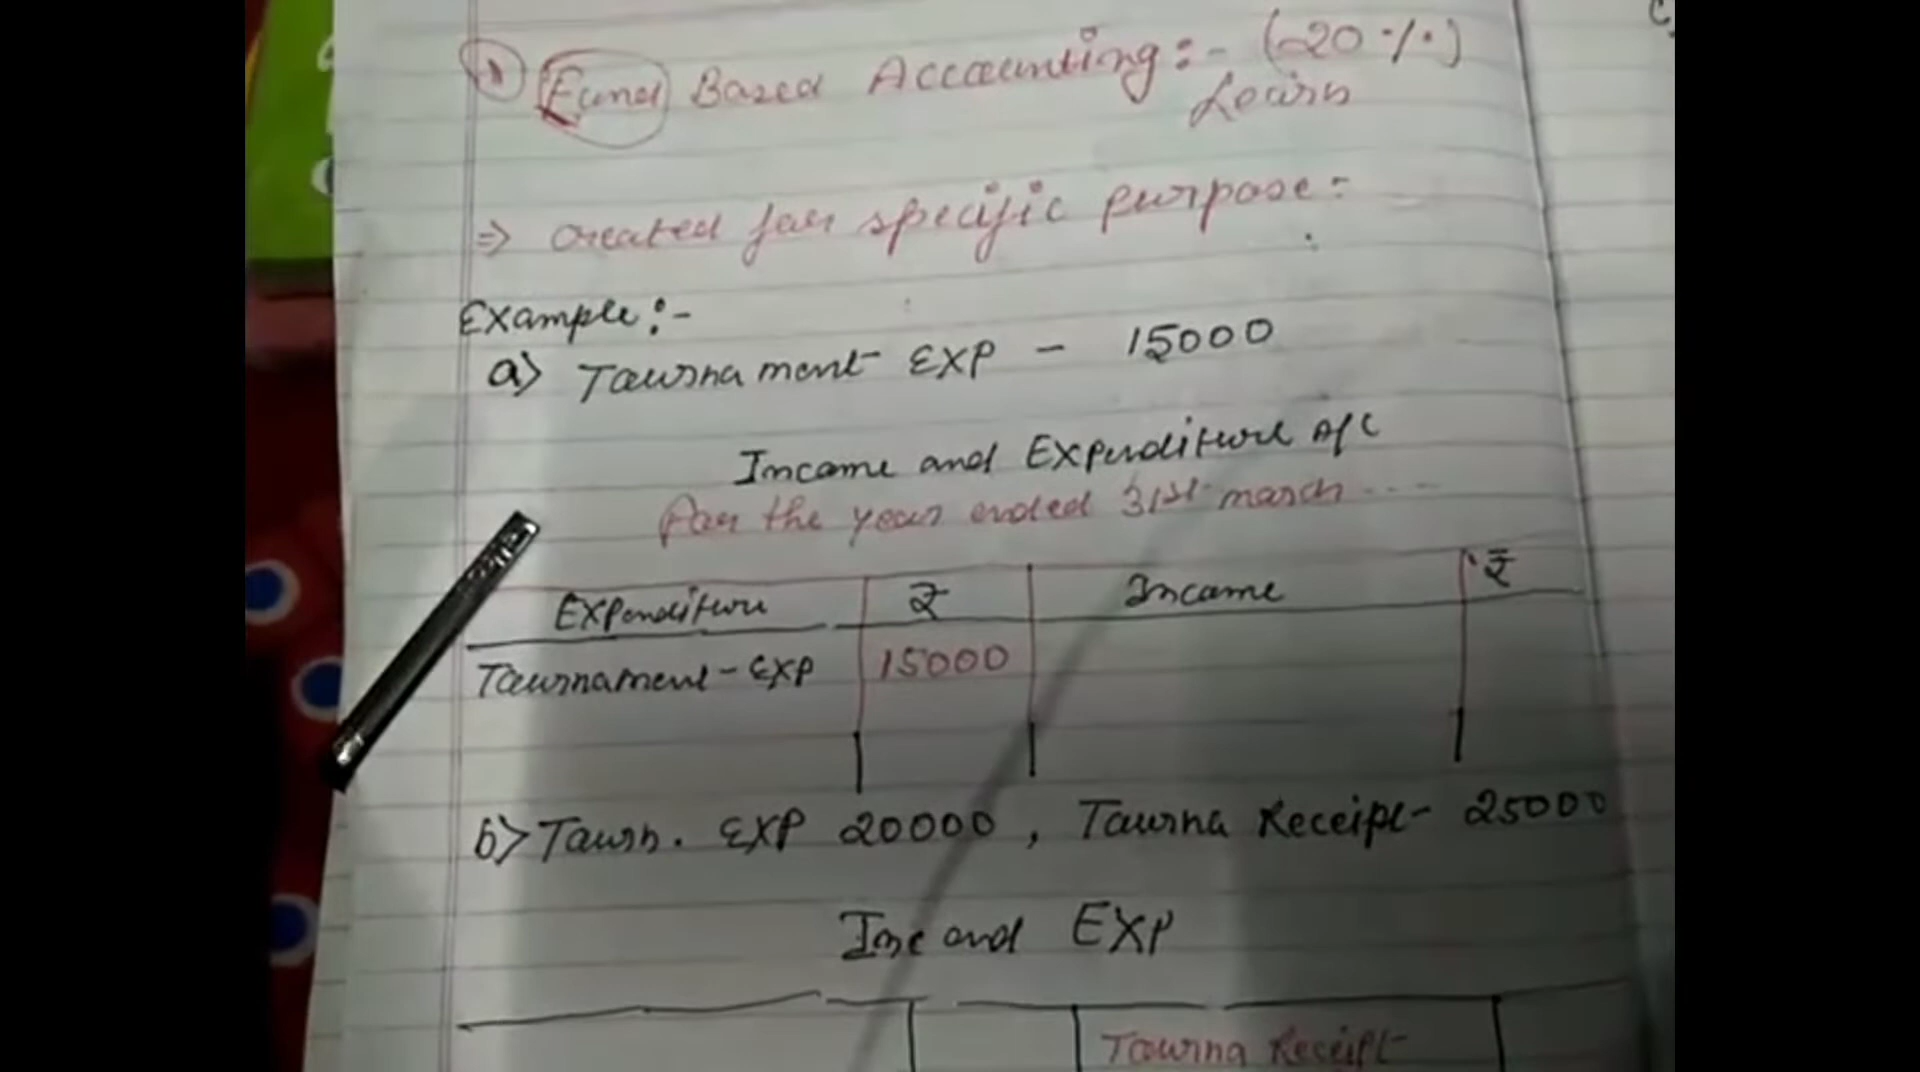 1) Fund Based Accounting :- (20 %)
Learn
⇒ created for specific purpose:-
Example :-
a) Tournament EXP - 15000
Income and Expenditure A/C
For the year ended 31st march ....
Expenditure ₹ Income ₹
Tournament - EXP 15000
b) Tourn. EXP 20000 , Tourna Receipt - 25000
Inc and EXP
Tourna Receipt